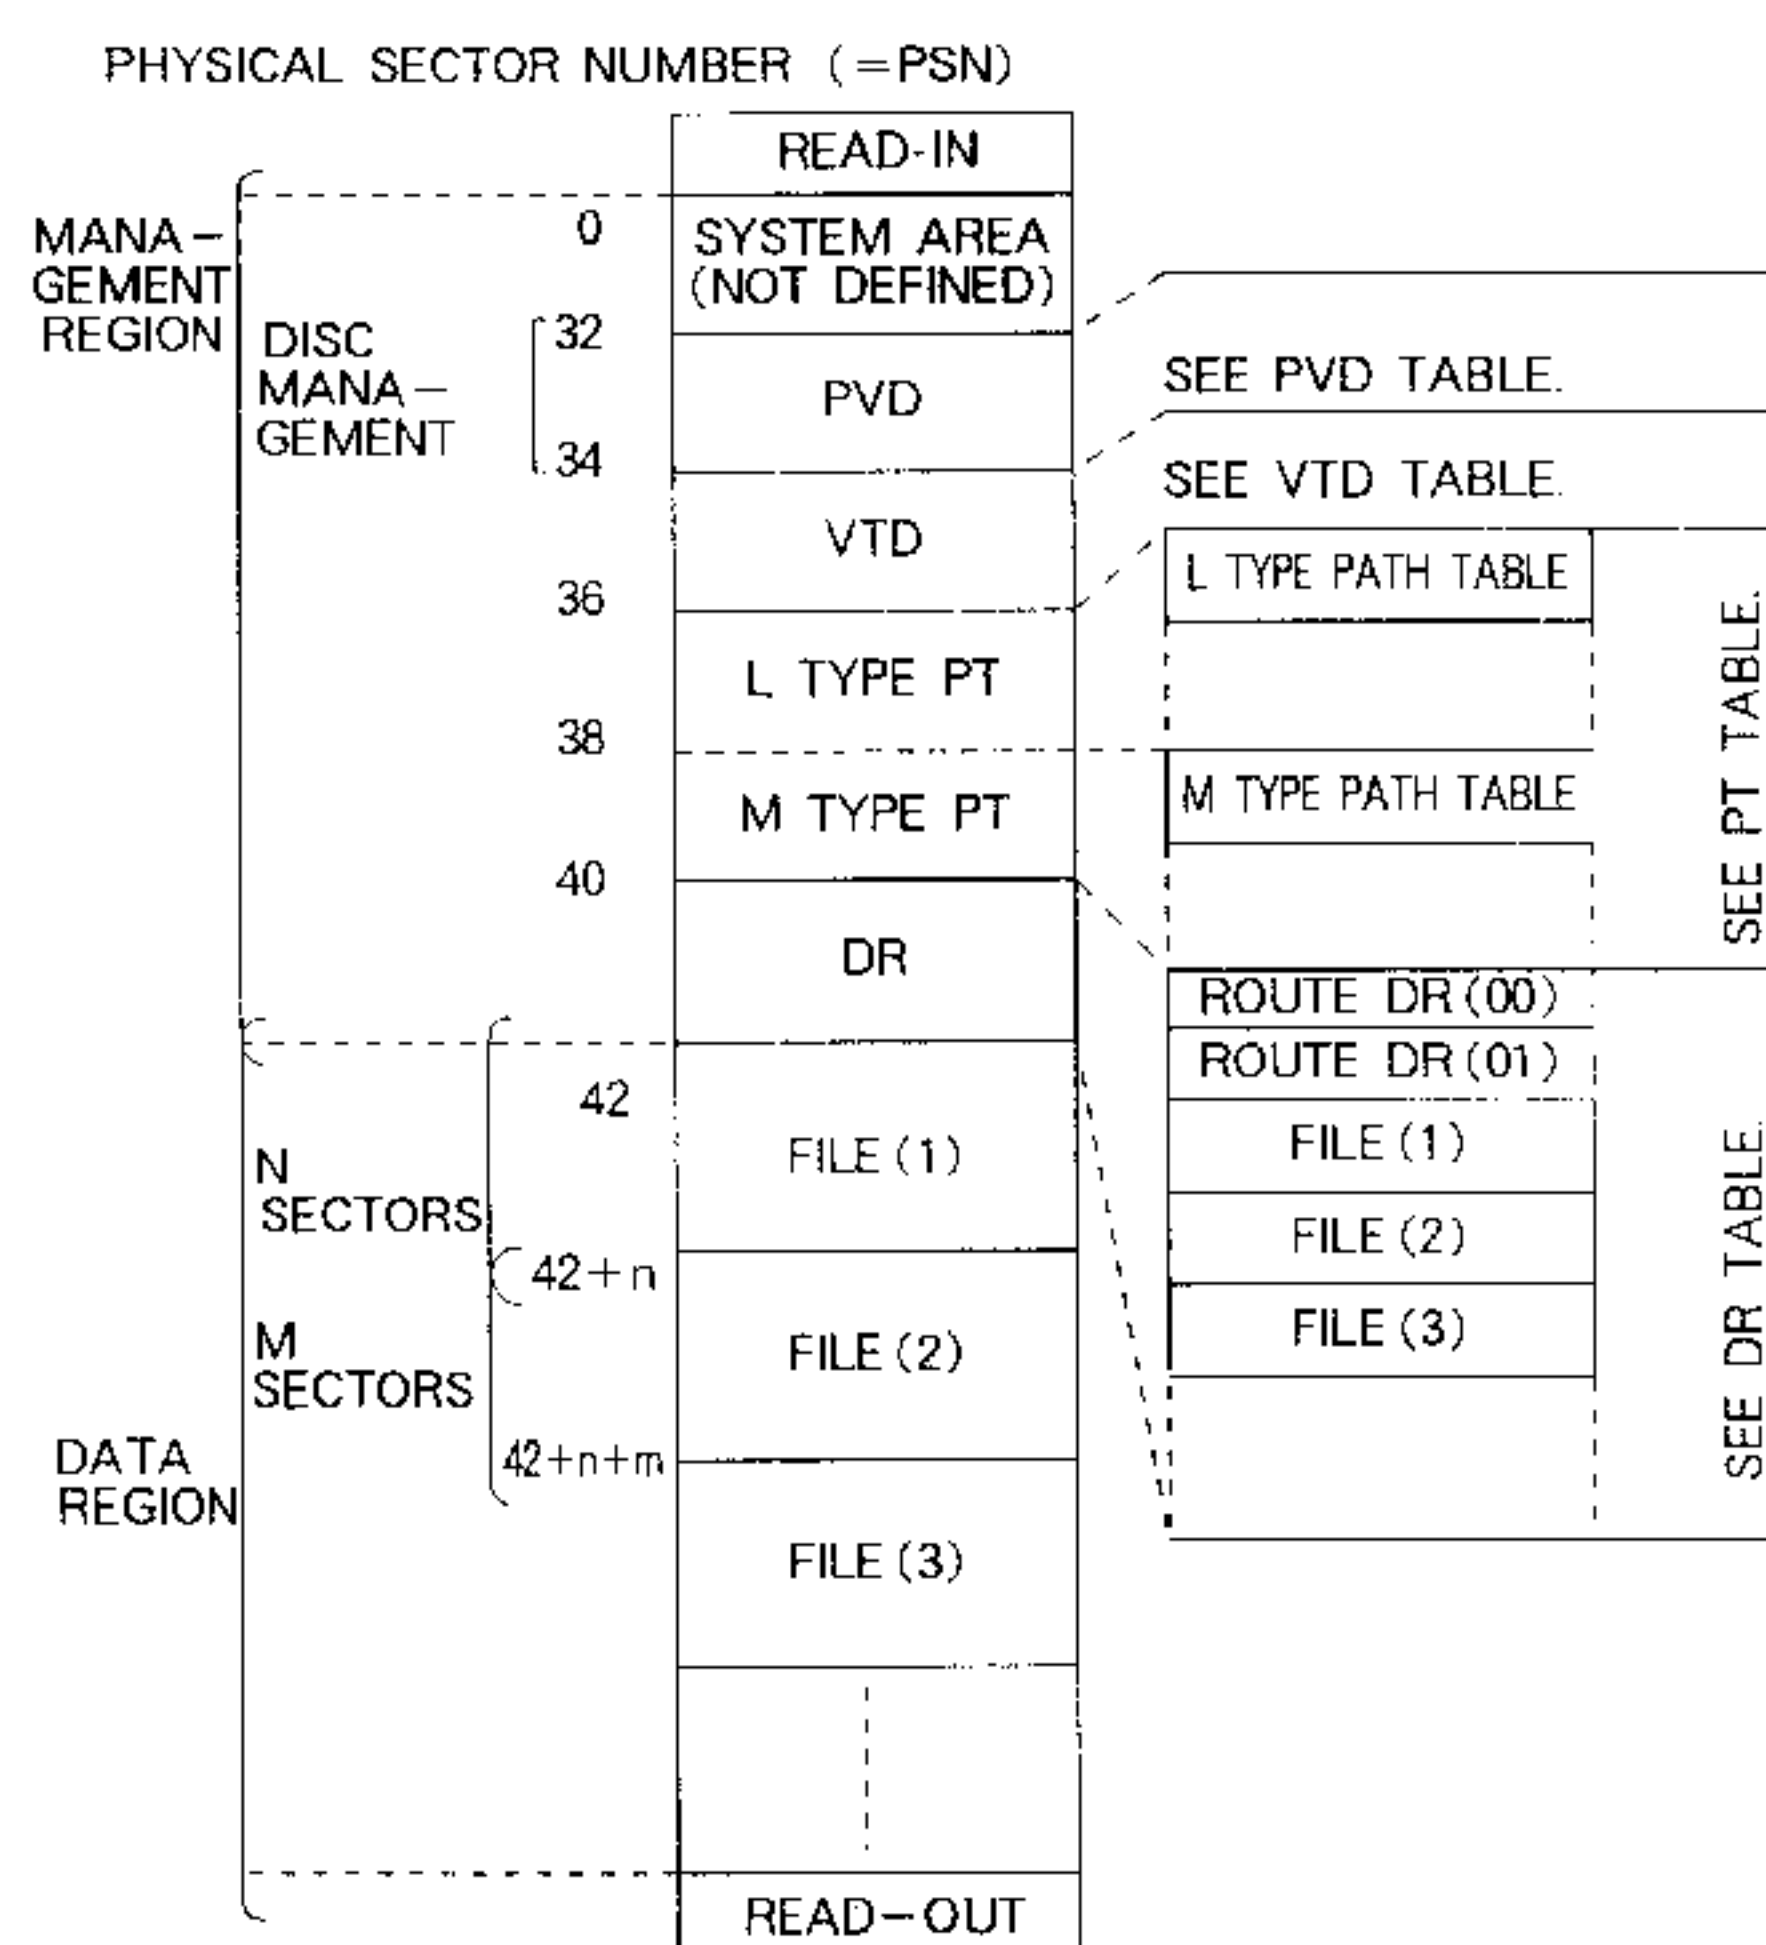 PHYSICAL SECTOR NUMBER (=PSN)
READ-IN
MANA-
GEMENT
REGION
0
SYSTEM AREA
(NOT DEFINED)
DISC
MANA-
GEMENT
32
PVD
SEE PVD TABLE.
34
SEE VTD TABLE.
VTD
36
L TYPE PATH TABLE
L TYPE PT
38
M TYPE PATH TABLE
M TYPE PT
SEE PT TABLE.
40
DR
ROUTE DR (00)
ROUTE DR (01)
42
FILE (1)
FILE (1)
N
SECTORS
FILE (2)
42+n
FILE (3)
M
SECTORS
FILE (2)
SEE DR TABLE.
42+n+m
DATA
REGION
FILE (3)
READ-OUT